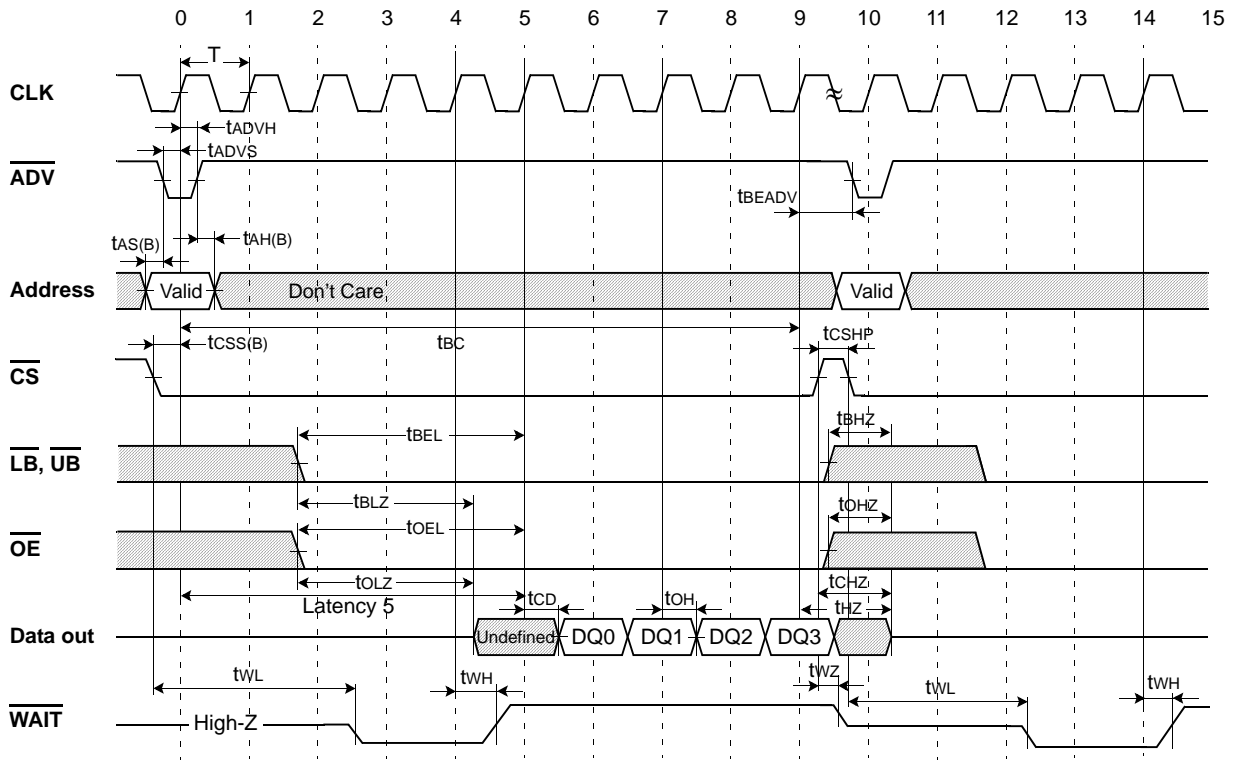 0 1 2 3 4 5 6 7 8 9 10 11 12 13 14 15
T
CLK
tADVH
tADVS
ADV
tBEADV
tAS(B)
tAH(B)
Address
Valid
Don't Care
Valid
tCSS(B)
tBC
tCSHP
CS
tBEL
tBHZ
LB, UB
tBLZ
tOEL
tOHZ
OE
tOLZ
tCHZ
Latency 5
tCD
tOH
tHZ
Data out
Undefined
DQ0
DQ1
DQ2
DQ3
tWL
tWH
tWZ
tWL
tWH
WAIT
High-Z